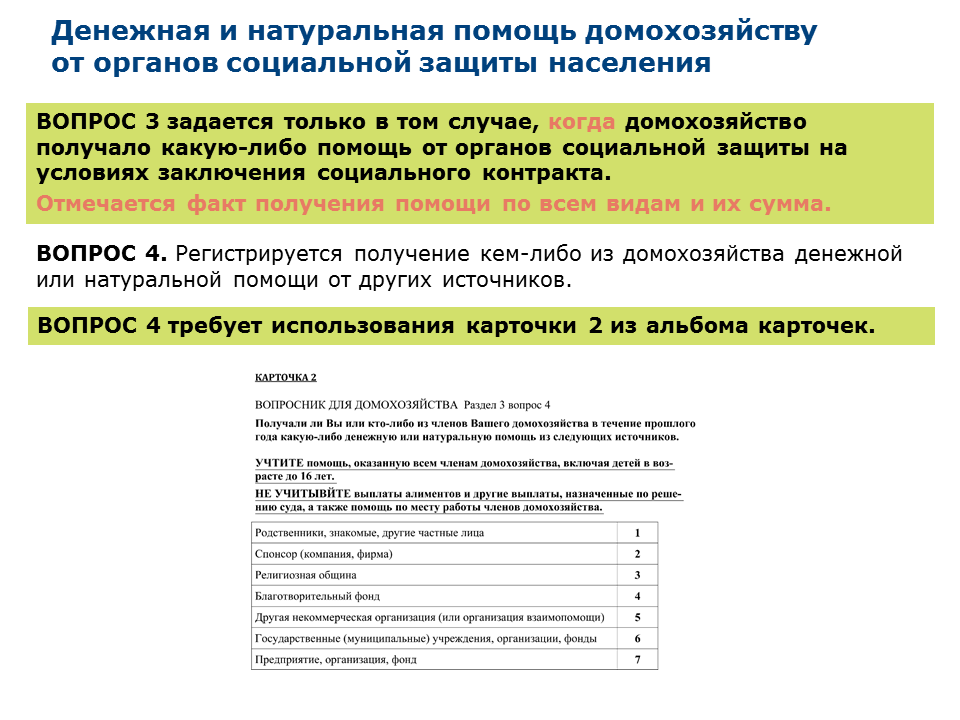 Денежная и натуральная помощь домохозяйству
от органов социальной защиты населения
ВОПРОС 3 задается только в том случае, когда домохозяйство
получало какую-либо помощь от органов социальной защиты на
условиях заключения социального контракта.
Отмечается факт получения помощи по всем видам и их сумма.
ВОПРОС 4. Регистрируется получение кем-либо из домохозяйства денежной
или натуральной помощи от других источников.
ВОПРОС 4 требует использования карточки 2 из альбома карточек.
КАРТОЧКА 2
ВОПРОСНИК ДЛЯ ДОМОХОЗЯЙСТВА Раздел 3 вопрос 4
Получали ли Вы или кто-либо из членов Вашего домохозяйства в течение прошлого
года какую-либо денежную или натуральную помощь из следующих источников.
УЧТИТЕ помощь, оказанную всем членам домохозяйства, включая детей в воз-
расте до 16 лет.
НЕ УЧИТЫВЙТЕ выплаты алиментов и другие выплаты, назначенные по реше-
нию суда, а также помощь по месту работы членов домохозяйства.
Родственники, знакомые, другие частные лица 1
Спонсор (компания, фирма) 2
Религиозная община 3
Благотворительный фонд 4
Другая некоммерческая организация (или организация взаимопомощи) 5
Государственные (муниципальные) учреждения, организации, фонды 6
Предприятие, организация, фонд 7